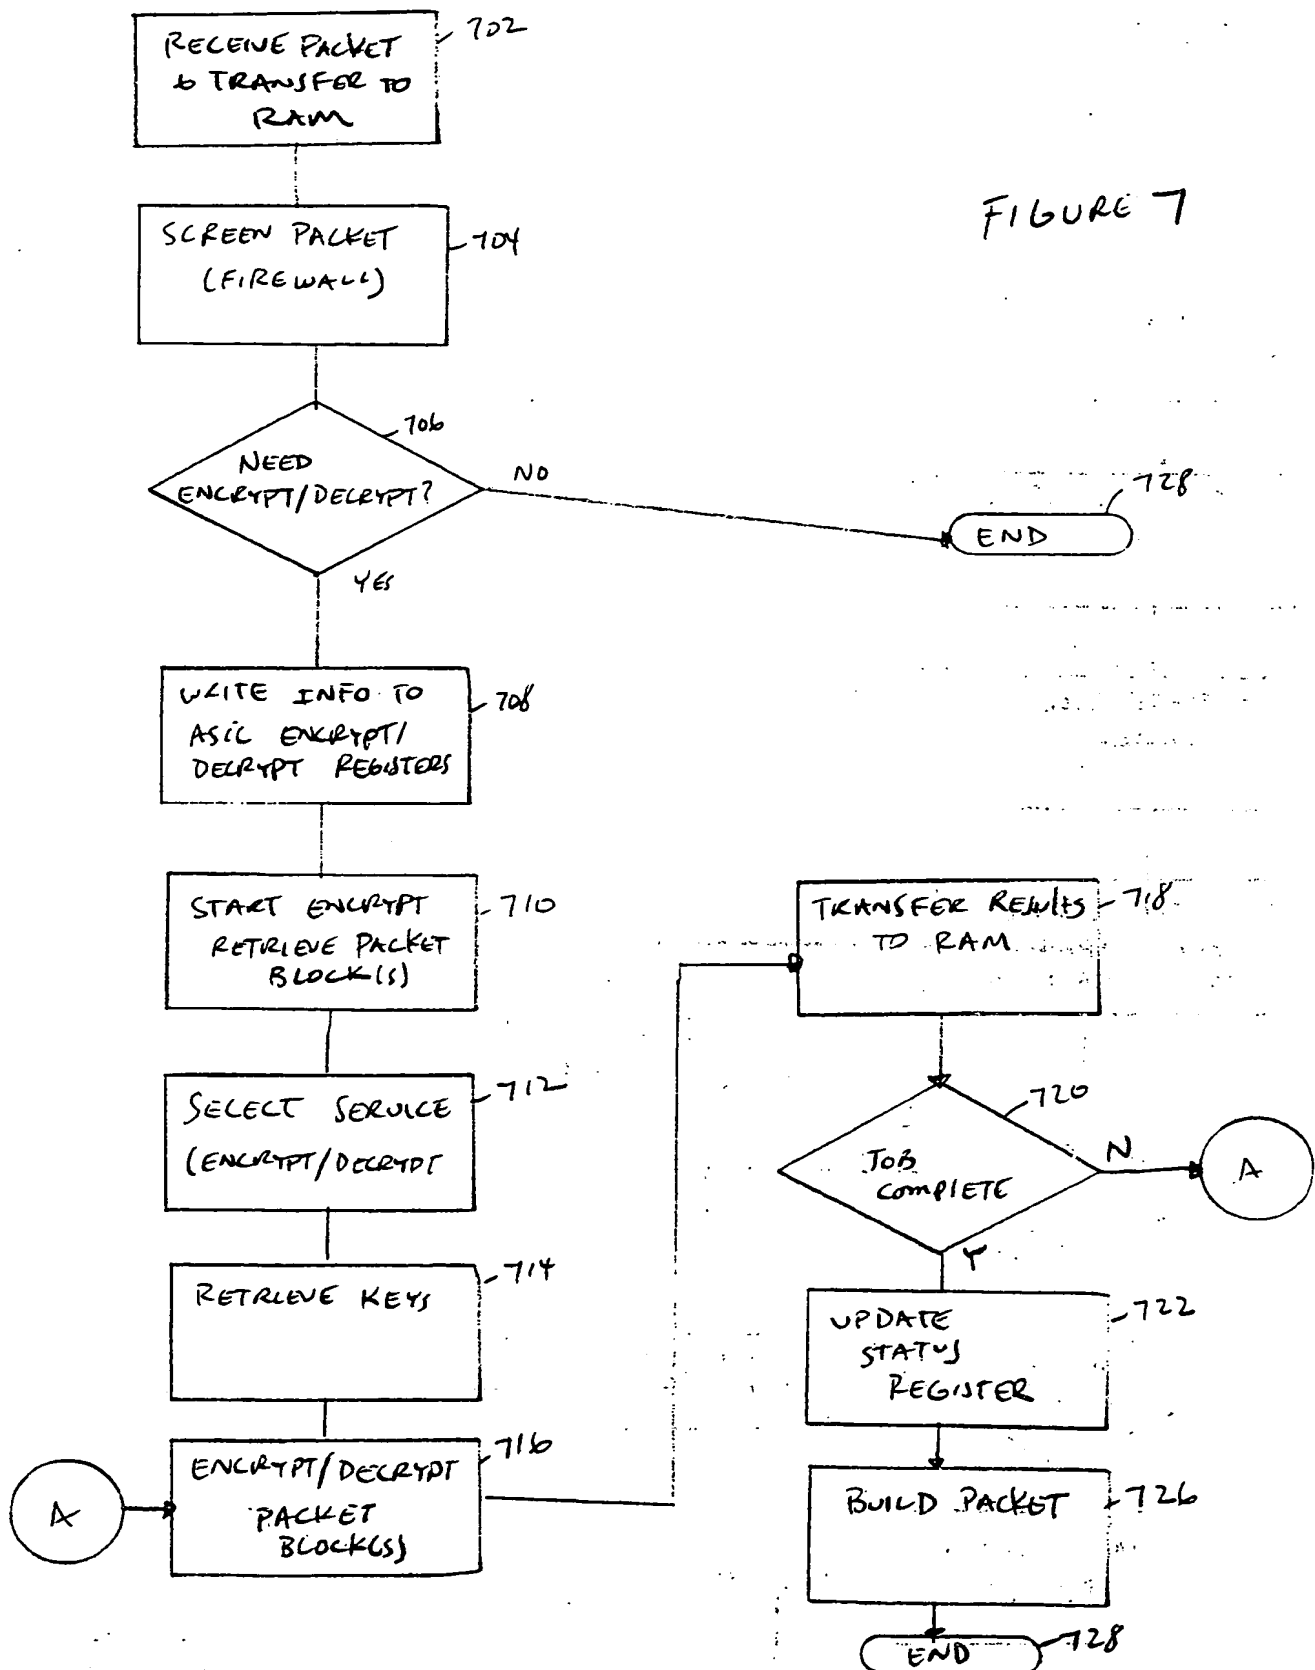 RECEIVE PACKET
& TRANSFER TO
RAM
702
FIGURE 7
SCREEN PACKET
(FIREWALL)
704
706
NEED
ENCRYPT/DECRYPT?
NO
728
END
YES
WRITE INFO TO
ASIC ENCRYPT/
DECRYPT REGISTERS
708
START ENCRYPT
RETRIEVE PACKET
BLOCK(S)
710
SELECT SERVICE
(ENCRYPT/DECRYPT
712
RETRIEVE KEYS
714
A
ENCRYPT/DECRYPT
PACKET
BLOCK(S)
716
TRANSFER RESULTS
TO RAM
718
720
JOB
COMPLETE
N
A
Y
UPDATE
STATUS
REGISTER
722
BUILD PACKET
726
END
728